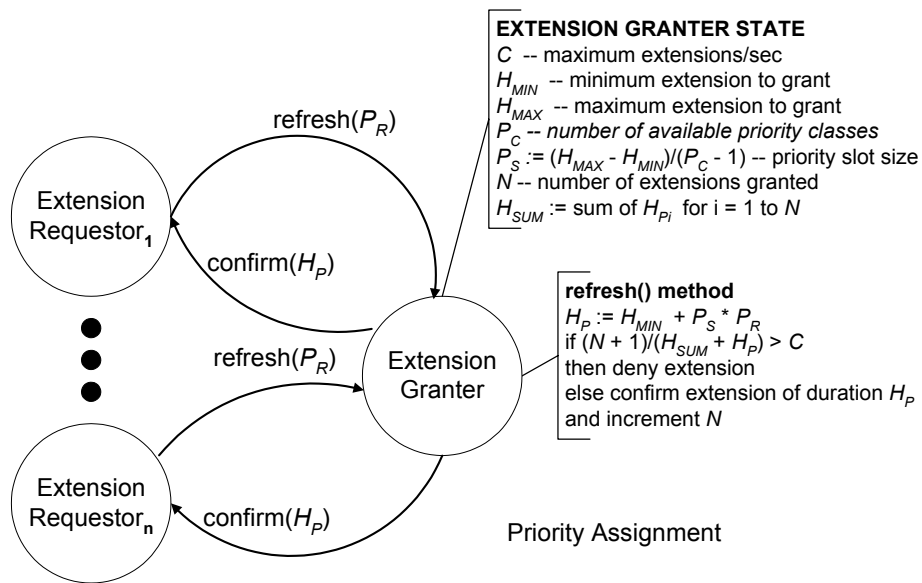 EXTENSION GRANTER STATE
C -- maximum extensions/sec
H_MIN -- minimum extension to grant
H_MAX -- maximum extension to grant
P_C -- number of available priority classes
P_S := (H_MAX - H_MIN)/(P_C - 1) -- priority slot size
N -- number of extensions granted
H_SUM := sum of H_Pi for i = 1 to N
refresh(P_R)
Extension
Requestor_1
confirm(H_P)
refresh() method
H_P := H_MIN + P_S * P_R
if (N + 1)/(H_SUM + H_P) > C
then deny extension
else confirm extension of duration H_P
and increment N
refresh(P_R)
Extension
Granter
Extension
Requestor_n
confirm(H_P)
Priority Assignment